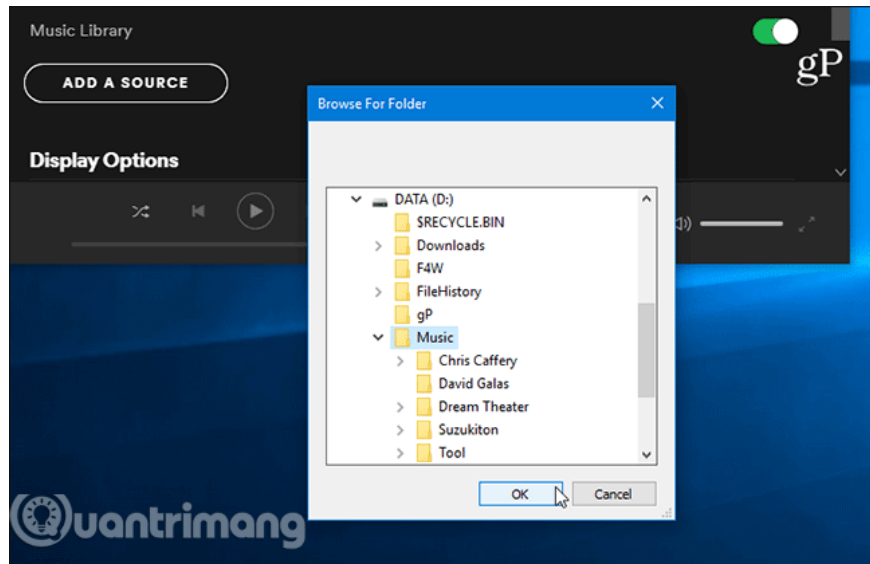 Music Library
gP
ADD A SOURCE
Browse For Folder
Display Options
DATA (D:)
$RECYCLE.BIN
Downloads
F4W
FileHistory
gP
Music
Chris Caffery
David Galas
Dream Theater
Suzukiton
Tool
OK
Cancel
Quantrimang